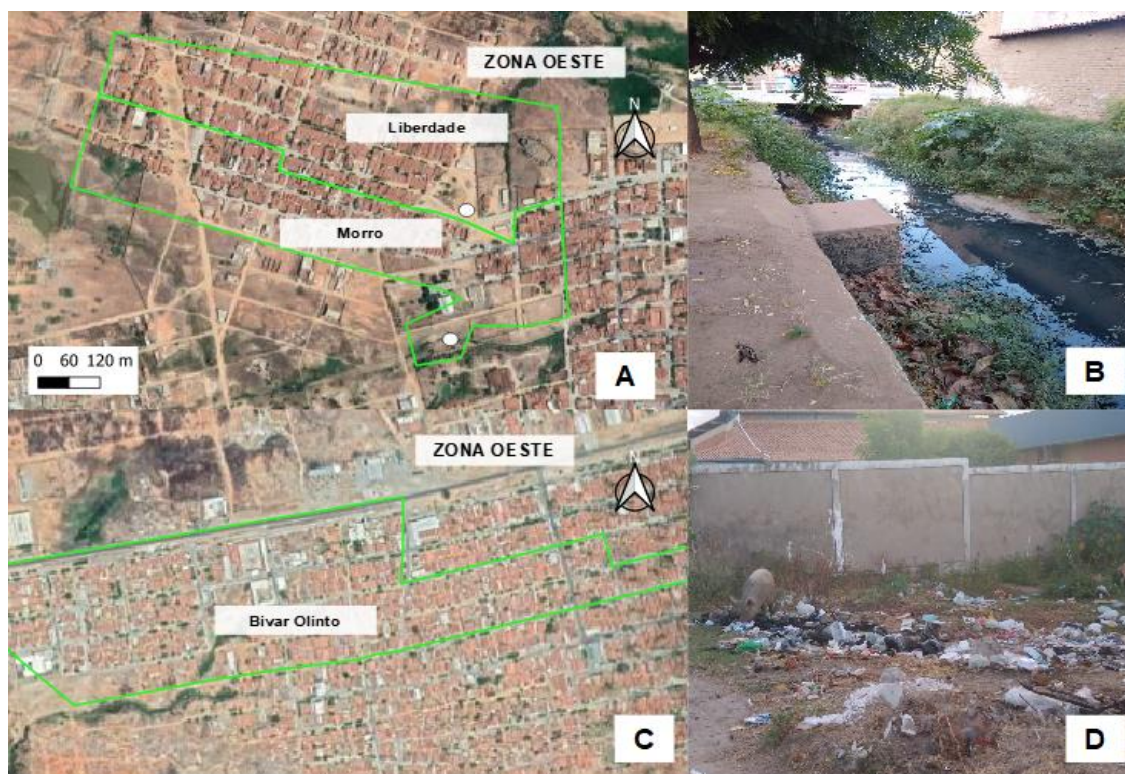 ZONA OESTE
N
Liberdade
Morro
0 60 120 m
A
B
ZONA OESTE
N
Bivar Olinto
C
D